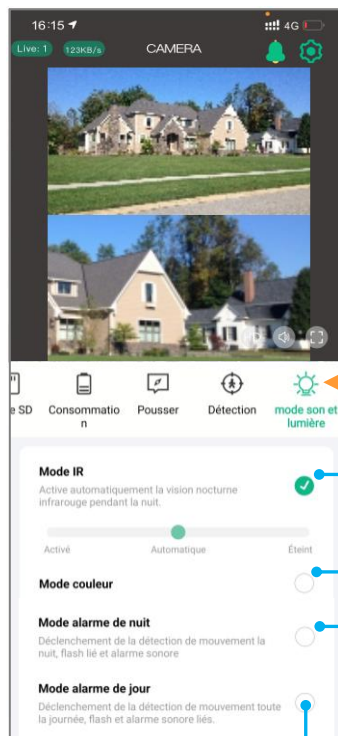 16:15
4G
Live: 1
123KB/s
CAMERA
e SD
Consommatio
n
Pousser
Détection
mode son et
lumière
Mode IR
Active automatiquement la vision nocturne
infrarouge pendant la nuit.
Activé
Automatique
Éteint
Mode couleur
Mode alarme de nuit
Déclenchement de la détection de mouvement la
nuit, flash lié et alarme sonore
Mode alarme de jour
Déclenchement de la détection de mouvement toute
la journée, flash et alarme sonore liés.